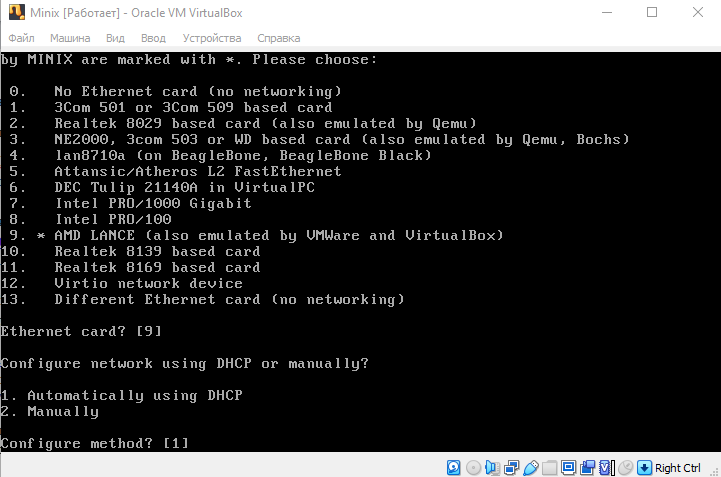 Minix [Работает] - Oracle VM VirtualBox
Файл Машина Вид Ввод Устройства Справка
by MINIX are marked with *. Please choose:
0. No Ethernet card (no networking)
1. 3Com 501 or 3Com 509 based card
2. Realtek 8029 based card (also emulated by Qemu)
3. NE2000, 3com 503 or WD based card (also emulated by Qemu, Bochs)
4. lan8710a (on BeagleBone, BeagleBone Black)
5. Attansic/Atheros L2 FastEthernet
6. DEC Tulip 21140A in VirtualPC
7. Intel PRO/1000 Gigabit
8. Intel PRO/100
9. * AMD LANCE (also emulated by VMWare and VirtualBox)
10. Realtek 8139 based card
11. Realtek 8169 based card
12. Virtio network device
13. Different Ethernet card (no networking)
Ethernet card? [9]
Configure network using DHCP or manually?
1. Automatically using DHCP
2. Manually
Configure method? [1]
Right Ctrl